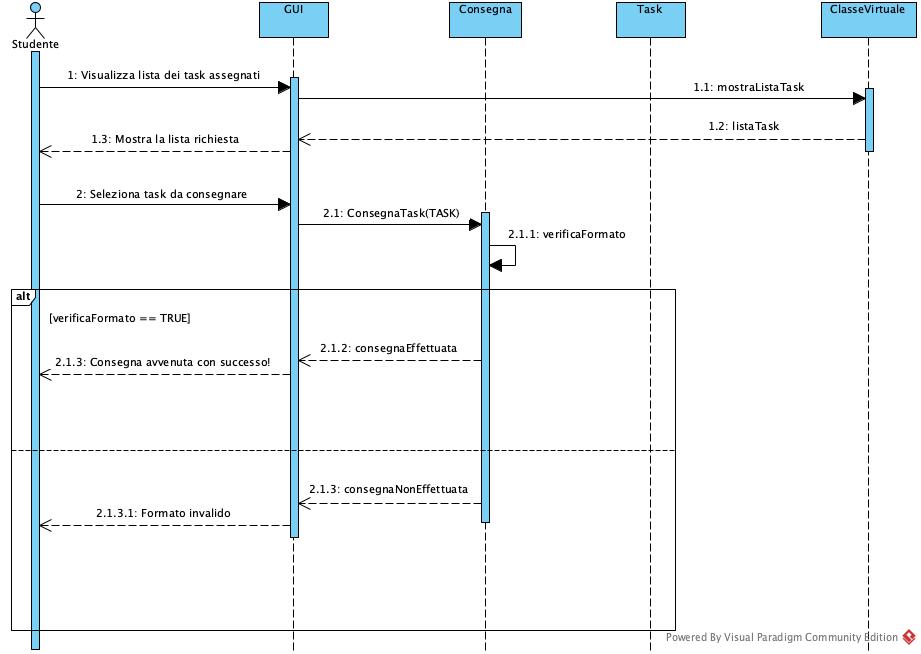 GUI
Consegna
Task
ClasseVirtuale
Studente
1: Visualizza lista dei task assegnati
1.1: mostraListaTask
1.2: listaTask
1.3: Mostra la lista richiesta
2: Seleziona task da consegnare
2.1: ConsegnaTask(TASK)
2.1.1: verificaFormato
alt
[verificaFormato == TRUE]
2.1.2: consegnaEffettuata
2.1.3: Consegna avvenuta con successo!
2.1.3: consegnaNonEffettuata
2.1.3.1: Formato invalido
Powered By Visual Paradigm Community Edition